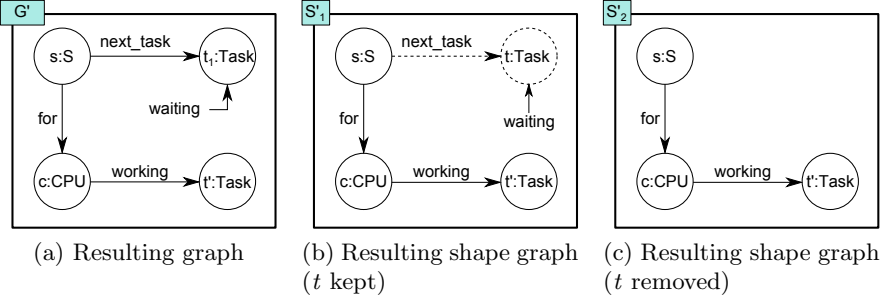 G'
s:S
next_task
t₁:Task
waiting
for
c:CPU
working
t':Task
(a) Resulting graph
S'₁
s:S
next_task
t:Task
waiting
for
c:CPU
working
t':Task
(b) Resulting shape graph
(t kept)
S'₂
s:S
for
c:CPU
working
t':Task
(c) Resulting shape graph
(t removed)